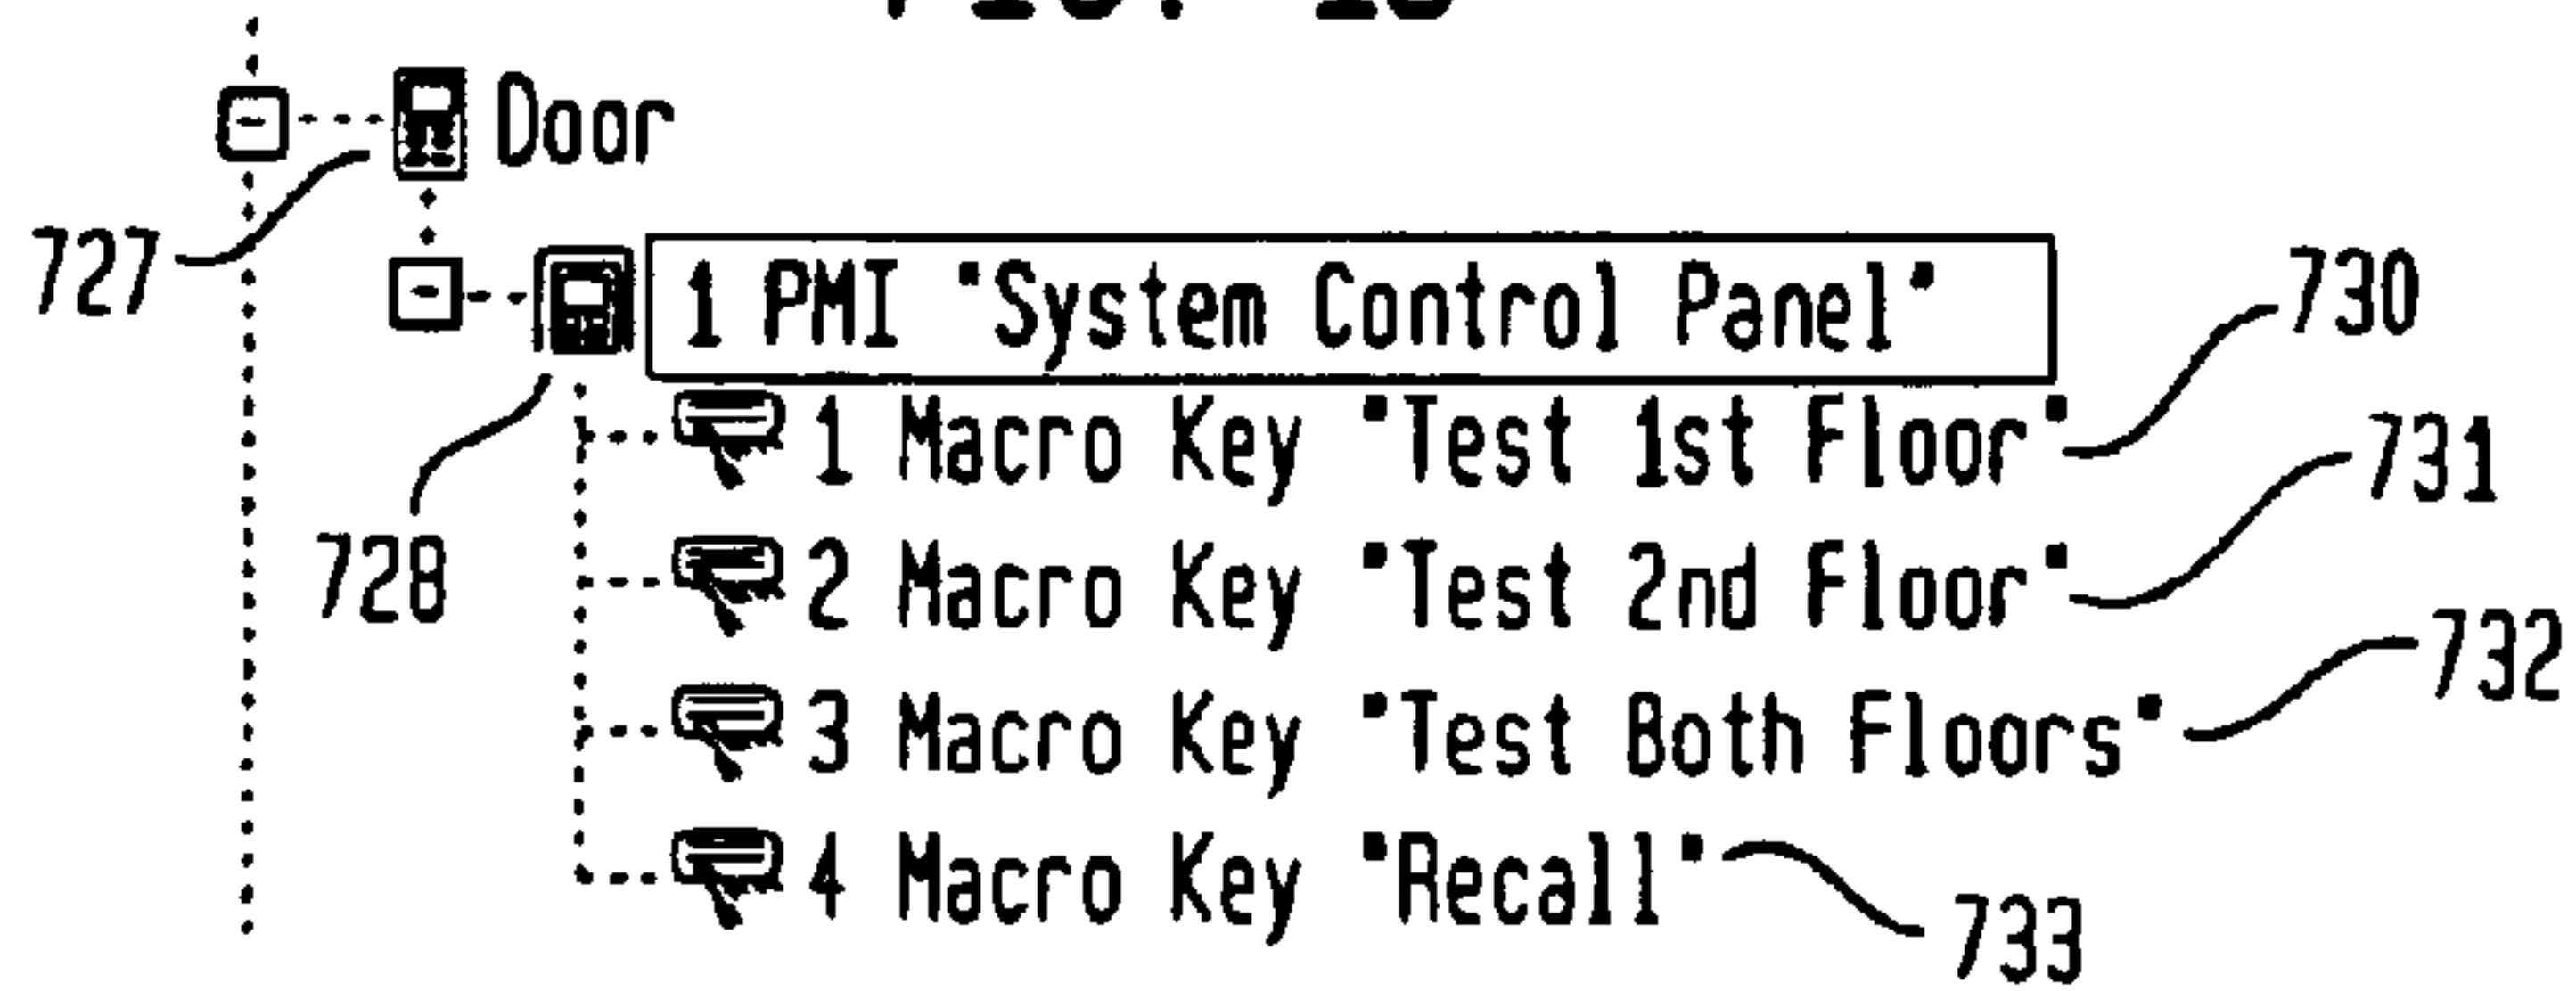 Door
727
1 PMI "System Control Panel"
730
1 Macro Key "Test 1st Floor"
731
728
2 Macro Key "Test 2nd Floor"
732
3 Macro Key "Test Both Floors"
4 Macro Key "Recall"
733